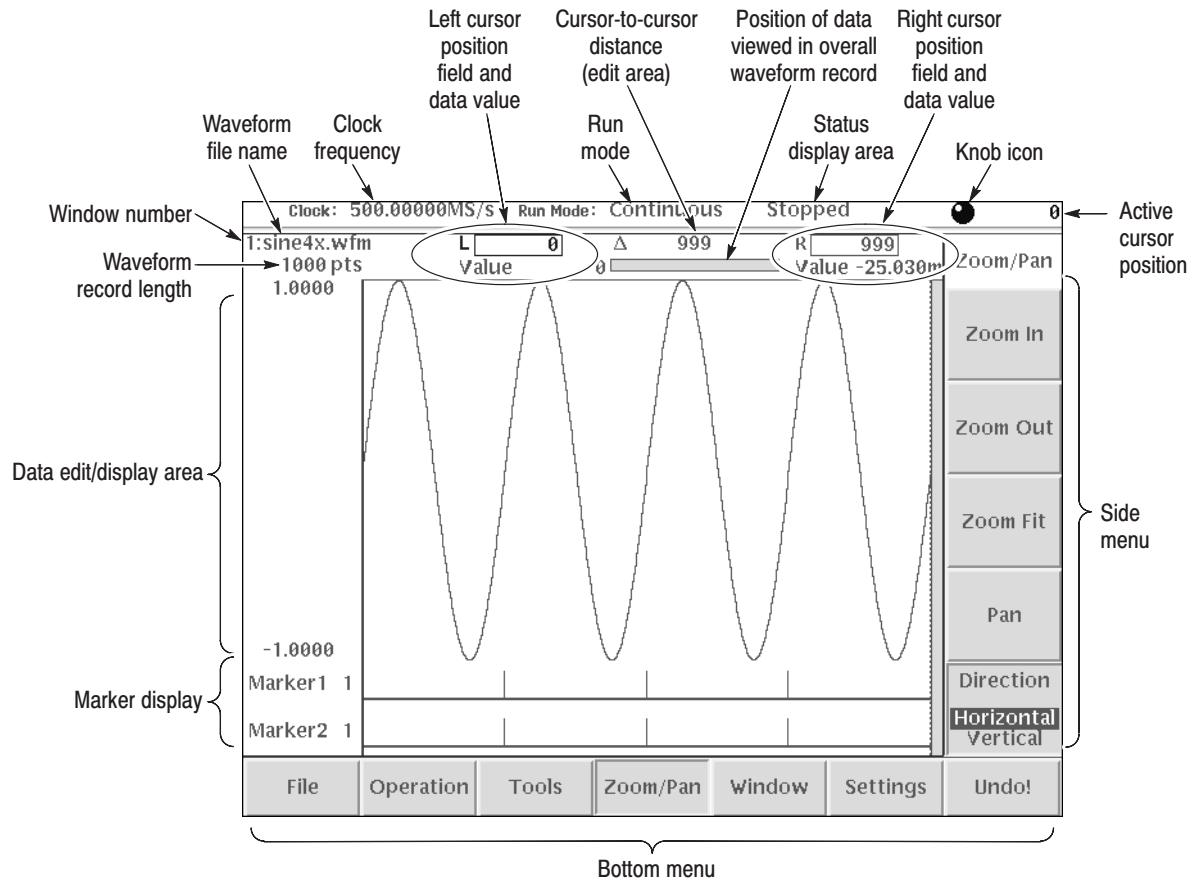 Left cursor
position
field and
data value
Cursor-to-cursor
distance
(edit area)
Position of data
viewed in overall
waveform record
Right cursor
position
field and
data value
Waveform
file name
Clock
frequency
Run
mode
Status
display area
Knob icon
Window number
Waveform
record length
Active
cursor
position
Clock: 500.00000MS/s Run Mode: Continuous Stopped 0
1:sine4x.wfm L 0 Δ 999 R 999
1000 pts Value 0 Value -25.030m Zoom/Pan
1.0000
Zoom In
Zoom Out
Zoom Fit
Pan
Data edit/display area
Side
menu
-1.0000
Marker display
Marker1 1
Marker2 1
Direction
Horizontal
Vertical
File Operation Tools Zoom/Pan Window Settings Undo!
Bottom menu